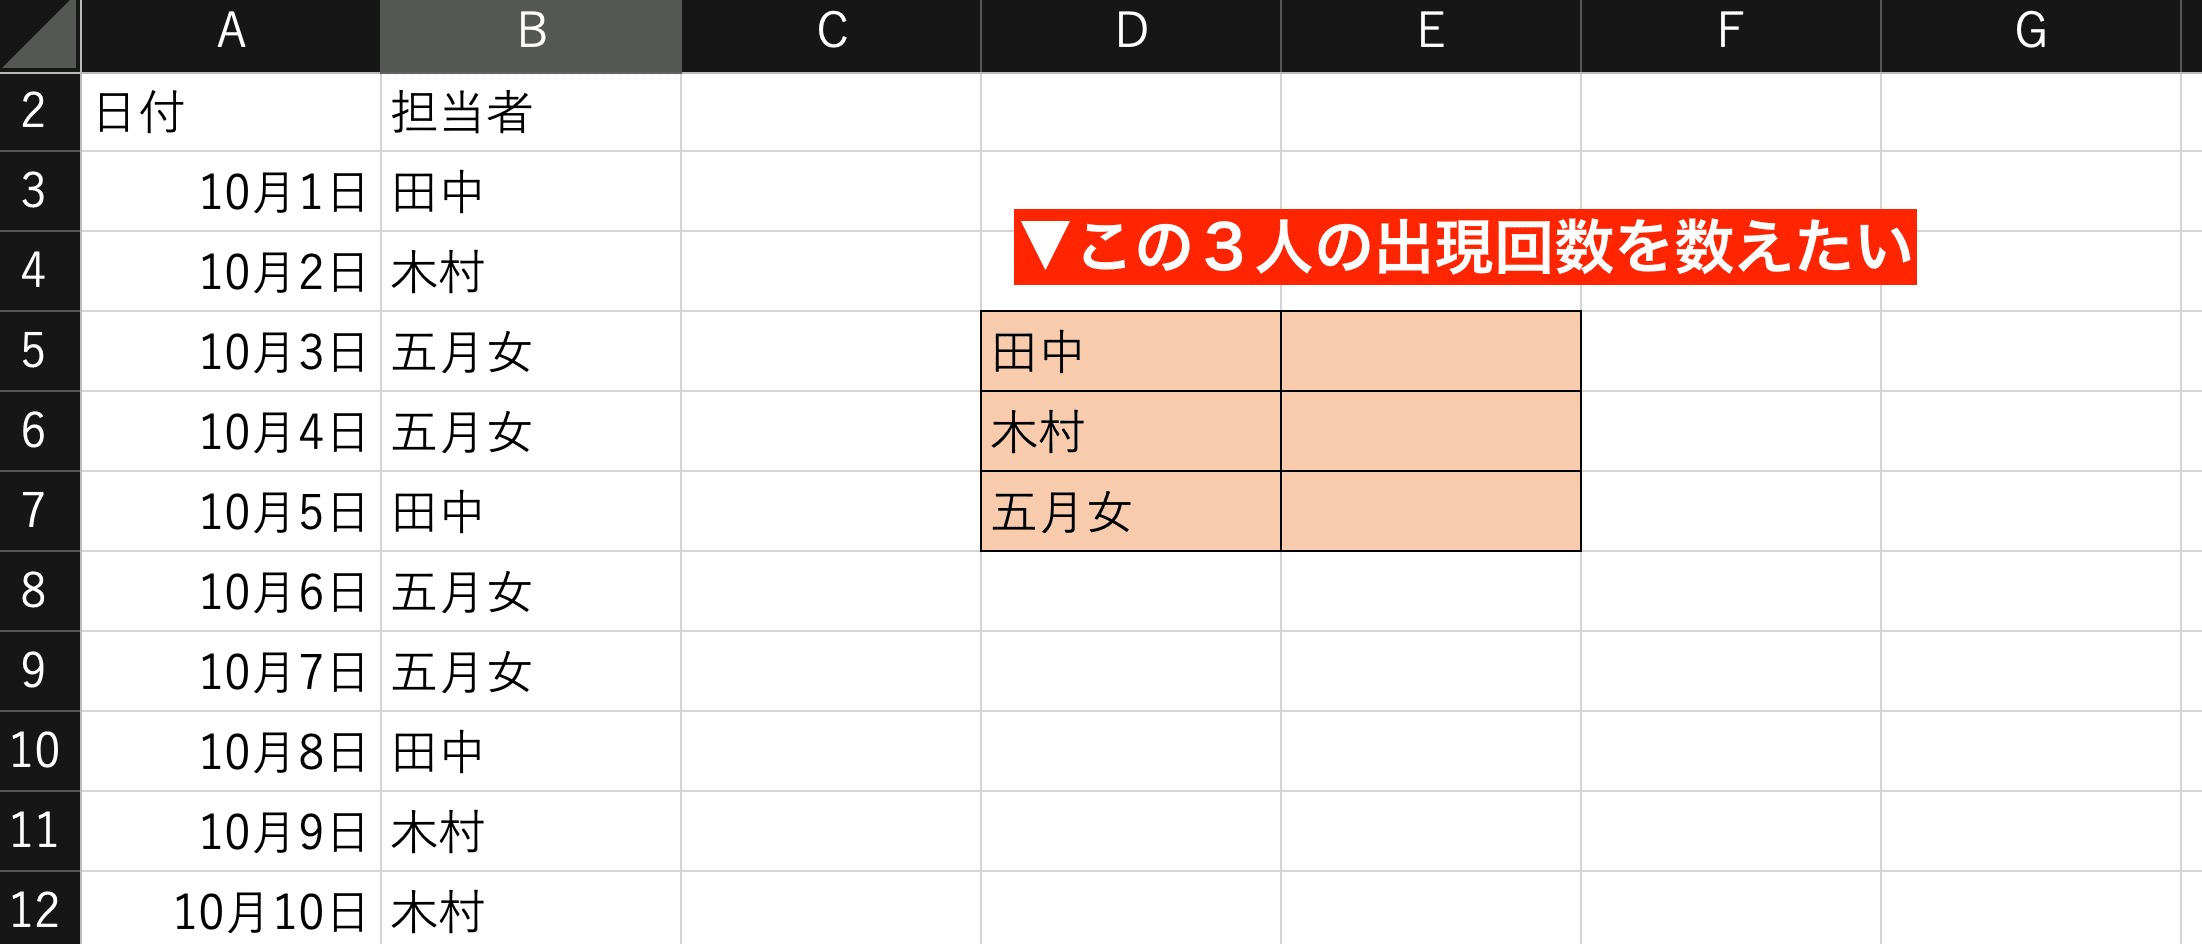 A B C D E F G
2 日付 担当者
3 10月1日 田中
▼この３人の出現回数を数えたい
4 10月2日 木村
5 10月3日 五月女 田中
6 10月4日 五月女 木村
7 10月5日 田中 五月女
8 10月6日 五月女
9 10月7日 五月女
10 10月8日 田中
11 10月9日 木村
12 10月10日 木村